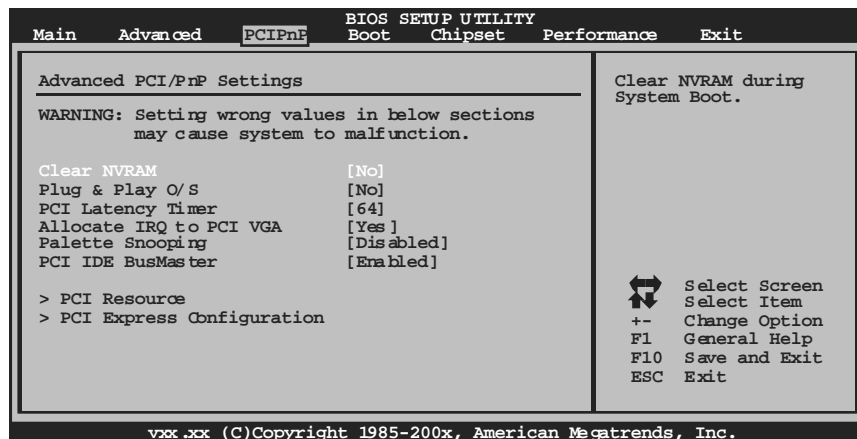 BIOS SETUP UTILITY
Main Advanced PCIPnP Boot Chipset Performance Exit
Advanced PCI/PnP Settings
WARNING: Setting wrong values in below sections
may cause system to malfunction.
Clear NVRAM [No]
Plug & Play O/S [No]
PCI Latency Timer [64]
Allocate IRQ to PCI VGA [Yes]
Palette Snooping [Disabled]
PCI IDE BusMaster [Enabled]
> PCI Resource
> PCI Express Configuration
Clear NVRAM during
System Boot.
Select Screen
Select Item
+- Change Option
F1 General Help
F10 Save and Exit
ESC Exit
vxx.xx (C)Copyright 1985-200x, American Megatrends, Inc.